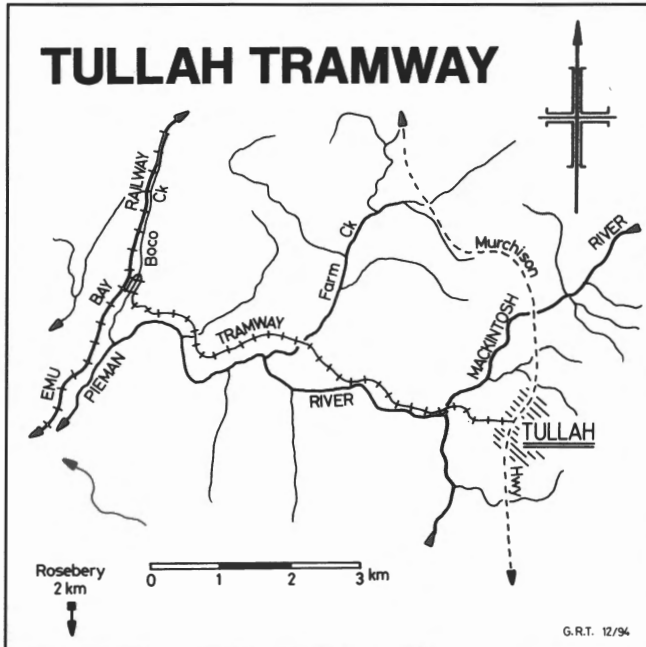 TULLAH TRAMWAY
RAILWAY
Ck
Boco
BAY
EMU
PIEMAN
TRAMWAY
Farm
Ck
RIVER
Murchison
RIVER
MACKINTOSH
TULLAH
Hwy
Rosebery
2 km
0 1 2 3 km
G.R.T. 12/94